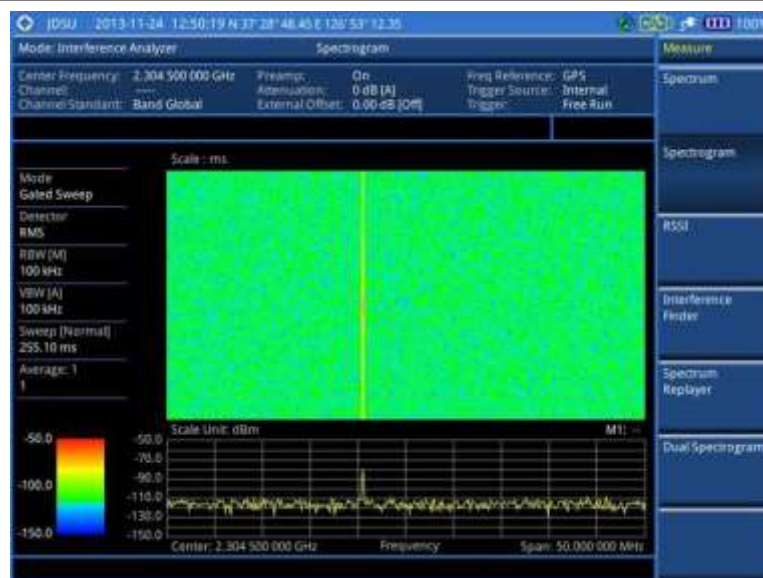 JDSU 2013-11-24 12:50:19 N 37° 28' 48.45 E 126° 53" 12.35 100%
Mode: Interference Analyzer Spectrogram Measure
Center Frequency: 2.304 500 000 GHz Preamp: On Freq Reference: GPS
Channel: ---- Attenuation: 0 dB [A] Trigger Source: Internal
Channel Standard: Band Global External Offset: 0.00 dB [Off] Trigger: Free Run
Spectrum
Spectrogram
RSSI
Interference
Finder
Spectrum
Replayer
Dual Spectrogram
Scale : ms
Mode
Gated Sweep
Detector
RMS
RBW [M]
100 kHz
VBW [A]
100 kHz
Sweep [Normal]
255.10 ms
Average: 1
1
Scale Unit: dBm M1: --
-50.0
-100.0
-150.0
-50.0
-70.0
-90.0
-110.0
-130.0
-150.0
Center: 2.304 500 000 GHz Frequency Span: 50.000 000 MHz